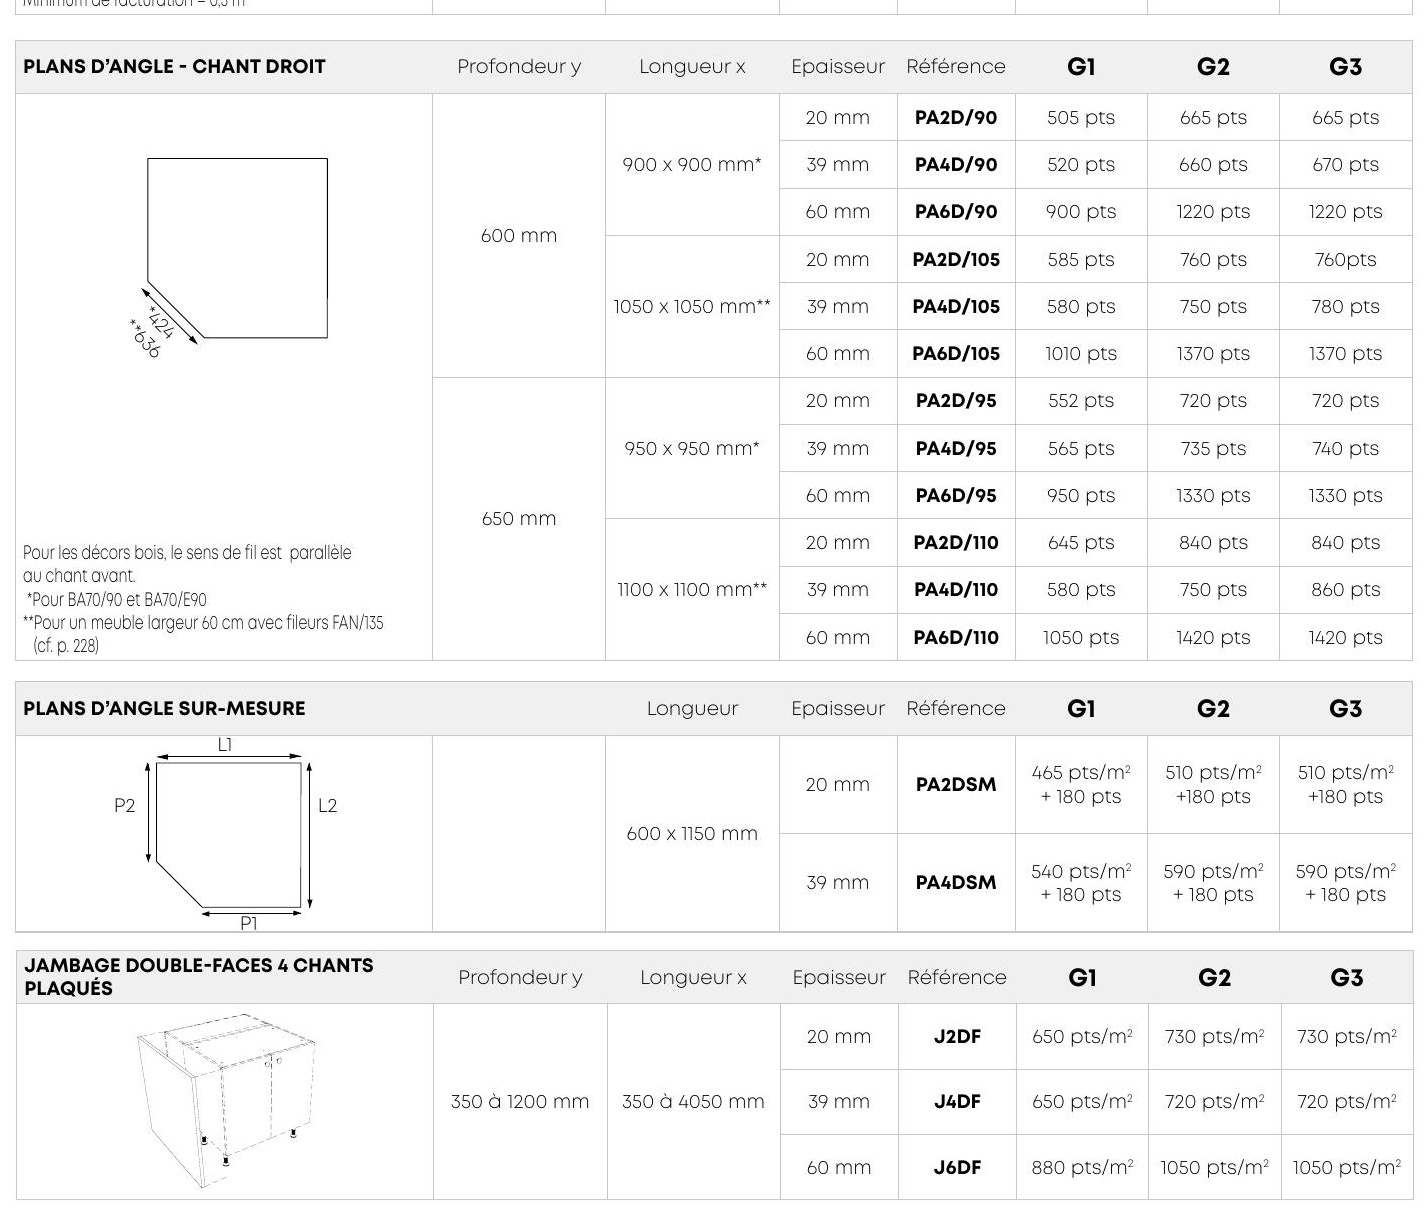 Minimum de facturation = 0,5 m
PLANS D’ANGLE - CHANT DROIT Profondeur y Longueur x Epaisseur Référence G1 G2 G3
600 mm
900 x 900 mm*
20 mm PA2D/90 505 pts 665 pts 665 pts
39 mm PA4D/90 520 pts 660 pts 670 pts
60 mm PA6D/90 900 pts 1220 pts 1220 pts
1050 x 1050 mm**
20 mm PA2D/105 585 pts 760 pts 760pts
39 mm PA4D/105 580 pts 750 pts 780 pts
60 mm PA6D/105 1010 pts 1370 pts 1370 pts
*424
**636
650 mm
950 x 950 mm*
20 mm PA2D/95 552 pts 720 pts 720 pts
39 mm PA4D/95 565 pts 735 pts 740 pts
60 mm PA6D/95 950 pts 1330 pts 1330 pts
1100 x 1100 mm**
20 mm PA2D/110 645 pts 840 pts 840 pts
39 mm PA4D/110 580 pts 750 pts 860 pts
60 mm PA6D/110 1050 pts 1420 pts 1420 pts
Pour les décors bois, le sens de fil est parallèle
au chant avant.
*Pour BA70/90 et BA70/E90
**Pour un meuble largeur 60 cm avec fileurs FAN/135
(cf. p. 228)
PLANS D’ANGLE SUR-MESURE Longueur Epaisseur Référence G1 G2 G3
L1
P2
L2
P1
600 x 1150 mm
20 mm PA2DSM 465 pts/m² 510 pts/m² 510 pts/m²
+ 180 pts +180 pts +180 pts
39 mm PA4DSM 540 pts/m² 590 pts/m² 590 pts/m²
+ 180 pts + 180 pts + 180 pts
JAMBAGE DOUBLE-FACES 4 CHANTS
PLAQUÉS
Profondeur y Longueur x Epaisseur Référence G1 G2 G3
350 à 1200 mm 350 à 4050 mm
20 mm J2DF 650 pts/m² 730 pts/m² 730 pts/m²
39 mm J4DF 650 pts/m² 720 pts/m² 720 pts/m²
60 mm J6DF 880 pts/m² 1050 pts/m² 1050 pts/m²